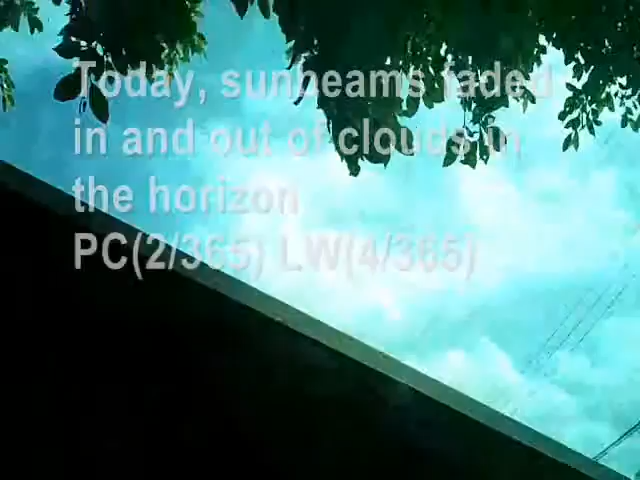 Today, sunbeams faded
in and out of clouds in
the horizon
PC(2/365) LW(4/365)